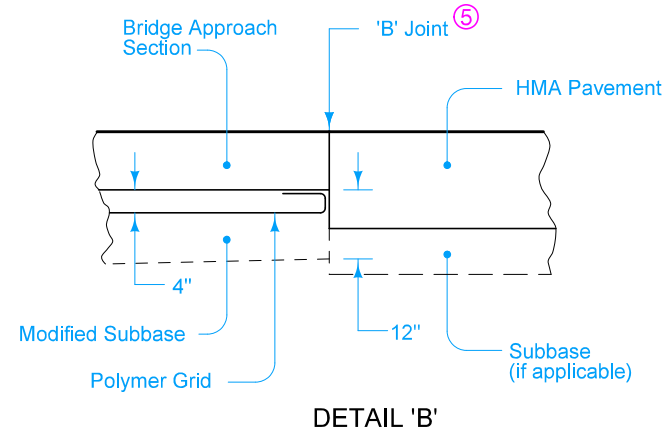 Bridge Approach
Section
'B' Joint
5
HMA Pavement
4"
12"
Modified Subbase
Polymer Grid
Subbase
(if applicable)
DETAIL 'B'